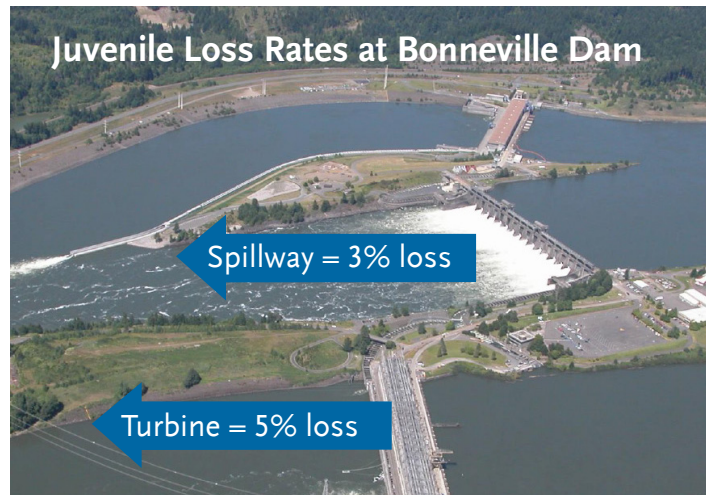 Juvenile Loss Rates at Bonneville Dam
Spillway = 3% loss
Turbine = 5% loss